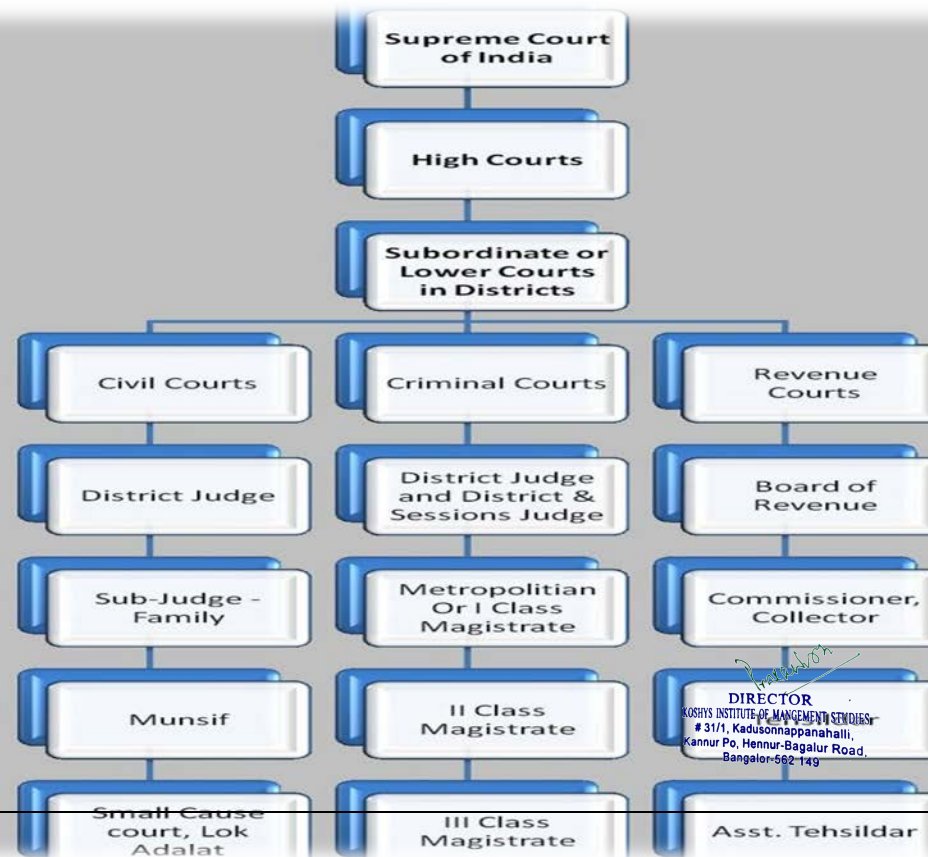 Supreme Court
of India
High Courts
Subordinate or
Lower Courts
in Districts
Civil Courts
Criminal Courts
Revenue
Courts
District Judge
District Judge
and District &
Sessions Judge
Board of
Revenue
Sub-Judge -
Family
Metropolitian
Or I Class
Magistrate
Commissioner,
Collector
Munsif
II Class
Magistrate
Tehsildar
DIRECTOR
KOSHYS INSTITUTE OF MANGEMENT STUDIES
# 31/1, Kadusonnappanahalli,
Kannur Po, Hennur-Bagalur Road,
Bangalor-562 149
Small Cause
court, Lok
Adalat
III Class
Magistrate
Asst. Tehsildar